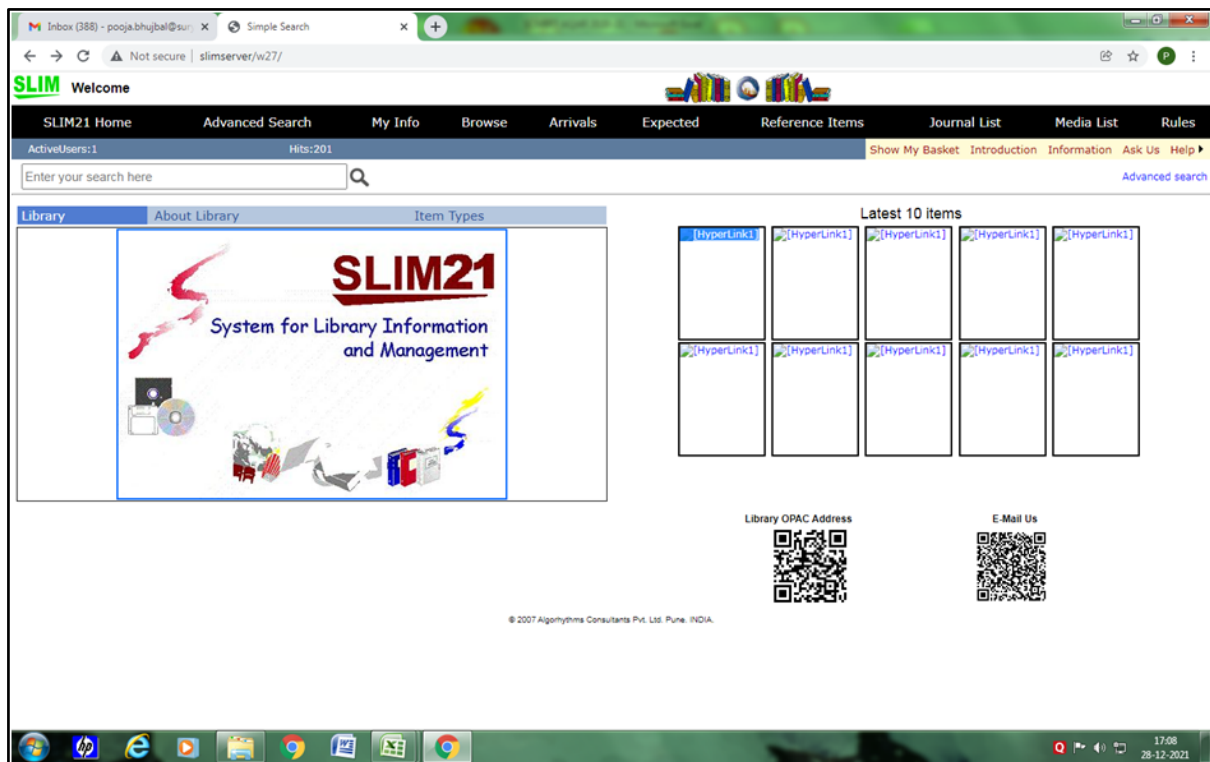 Inbox (388) - pooja.bhujbal@sur
Simple Search
Not secure | slimserver/w27/
P
SLIM Welcome
SLIM21 Home Advanced Search My Info Browse Arrivals Expected Reference Items Journal List Media List Rules
ActiveUsers:1 Hits:201 Show My Basket Introduction Information Ask Us Help
Enter your search here Advanced search
Library About Library Item Types
Latest 10 items
SLIM21
System for Library Information
and Management
[HyperLink1] [HyperLink1] [HyperLink1] [HyperLink1] [HyperLink1]
[HyperLink1] [HyperLink1] [HyperLink1] [HyperLink1] [HyperLink1]
Library OPAC Address E-Mail Us
© 2007 Algorhythms Consultants Pvt. Ltd. Pune. INDIA.
17:08
28-12-2021